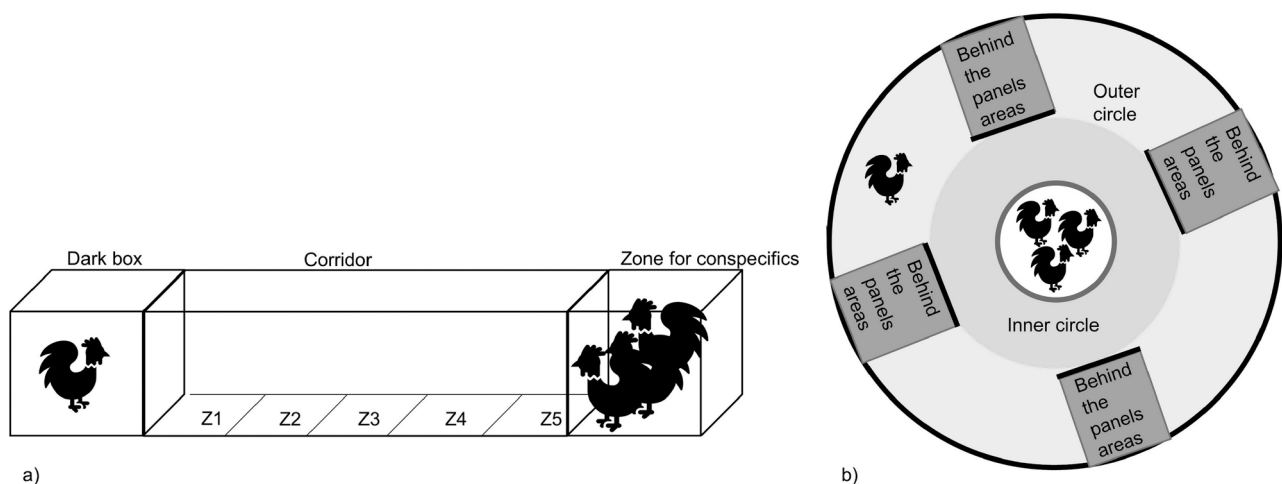 Dark box
Corridor
Zone for conspecifics
Z1
Z2
Z3
Z4
Z5
a)
Behind
the
panels
areas
Outer
circle
Behind
the
panels
areas
Behind
the
panels
areas
Inner circle
Behind
the
panels
areas
b)